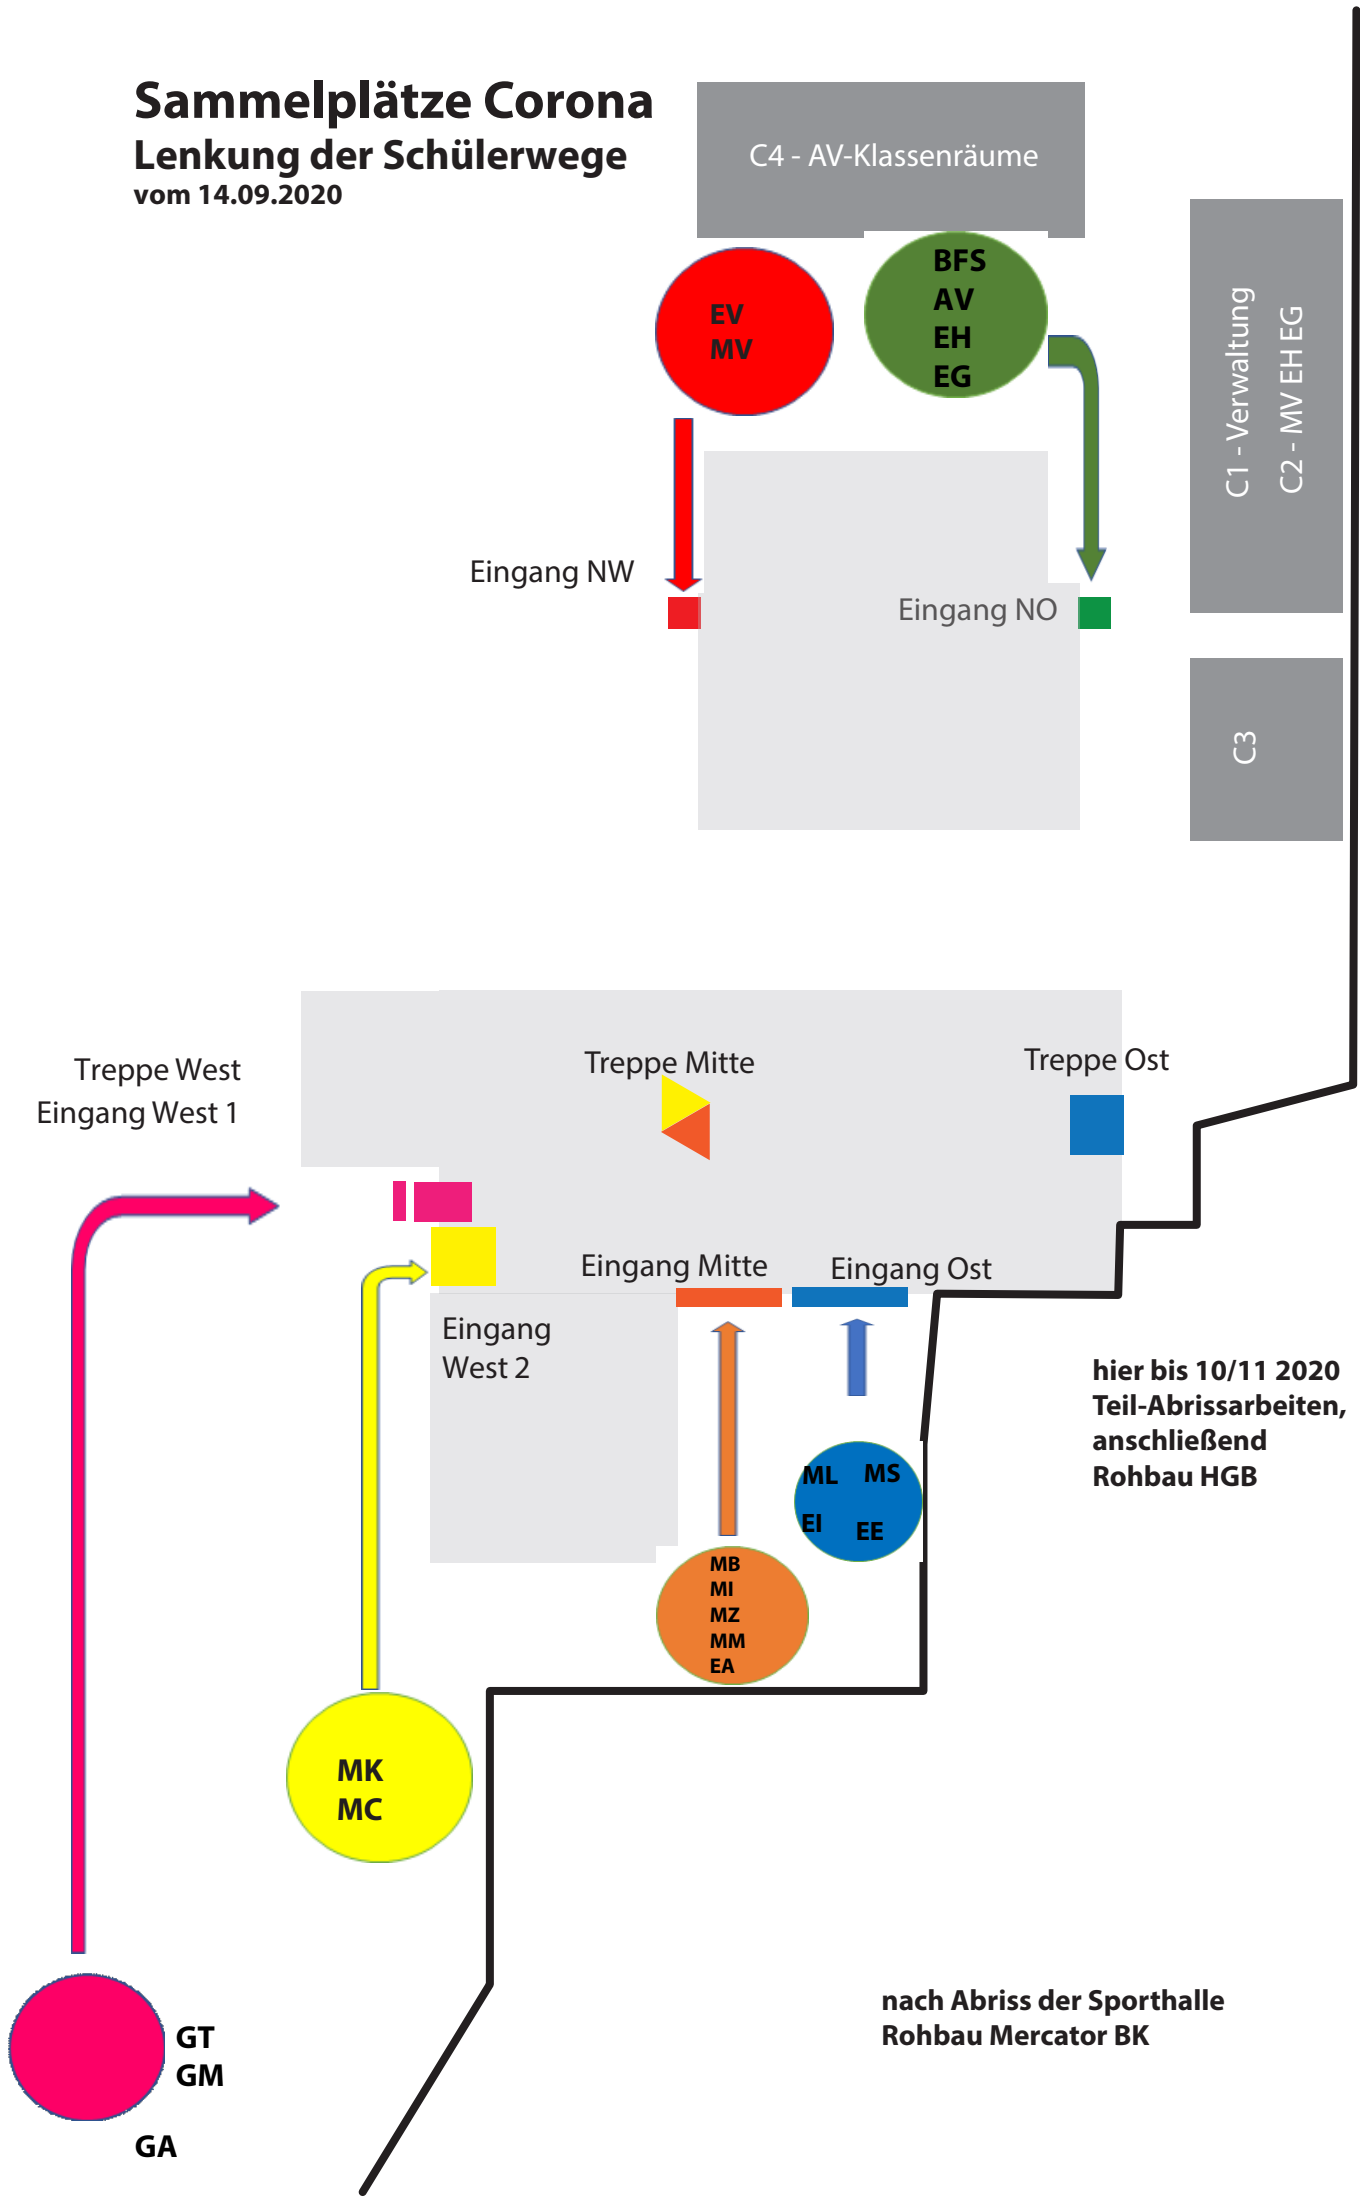 Sammelplätze Corona
Lenkung der Schülerwege
vom 14.09.2020
C4 - AV-Klassenräume
EV
MV
BFS
AV
EH
EG
C1 - Verwaltung
C2 - MV EH EG
Eingang NW
Eingang NO
C3
Treppe West
Eingang West 1
Treppe Mitte
Treppe Ost
Eingang Mitte
Eingang Ost
Eingang
West 2
hier bis 10/11 2020
Teil-Abrissarbeiten,
anschließend
Rohbau HGB
ML MS
EI EE
MB
MI
MZ
MM
EA
MK
MC
nach Abriss der Sporthalle
Rohbau Mercator BK
GT
GM
GA